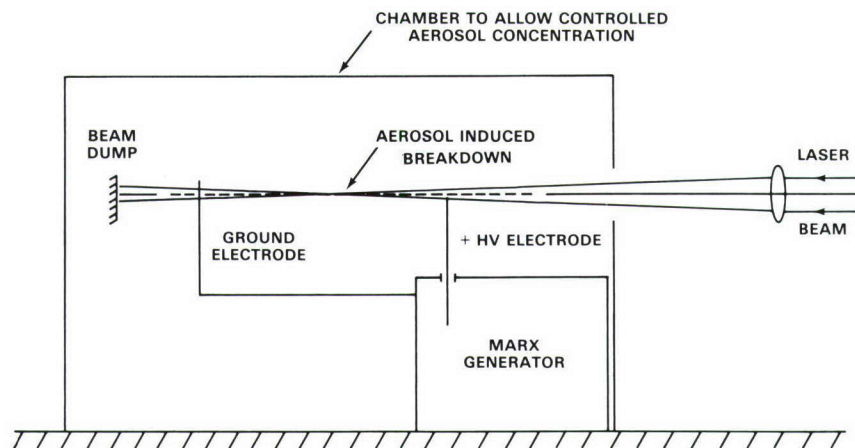 CHAMBER TO ALLOW CONTROLLED
AEROSOL CONCENTRATION
BEAM
DUMP
AEROSOL INDUCED
BREAKDOWN
LASER
BEAM
GROUND
ELECTRODE
+ HV ELECTRODE
MARX
GENERATOR